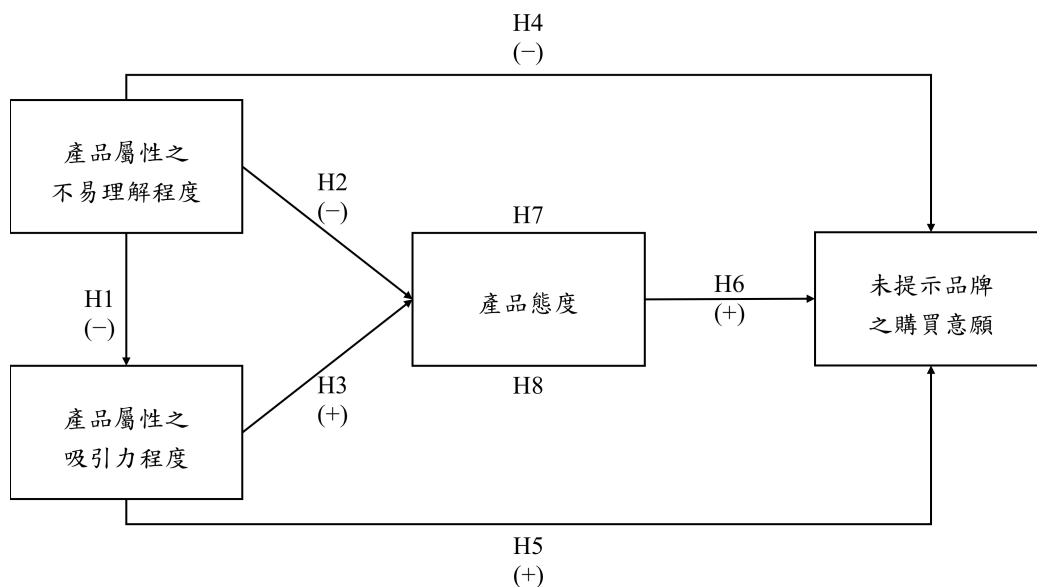 H4
(−)
產品屬性之
不易理解程度
H2
(−)
H7
H1
(−)
產品態度
H6
(+)
未提示品牌
之購買意願
H3
(+)
H8
產品屬性之
吸引力程度
H5
(+)